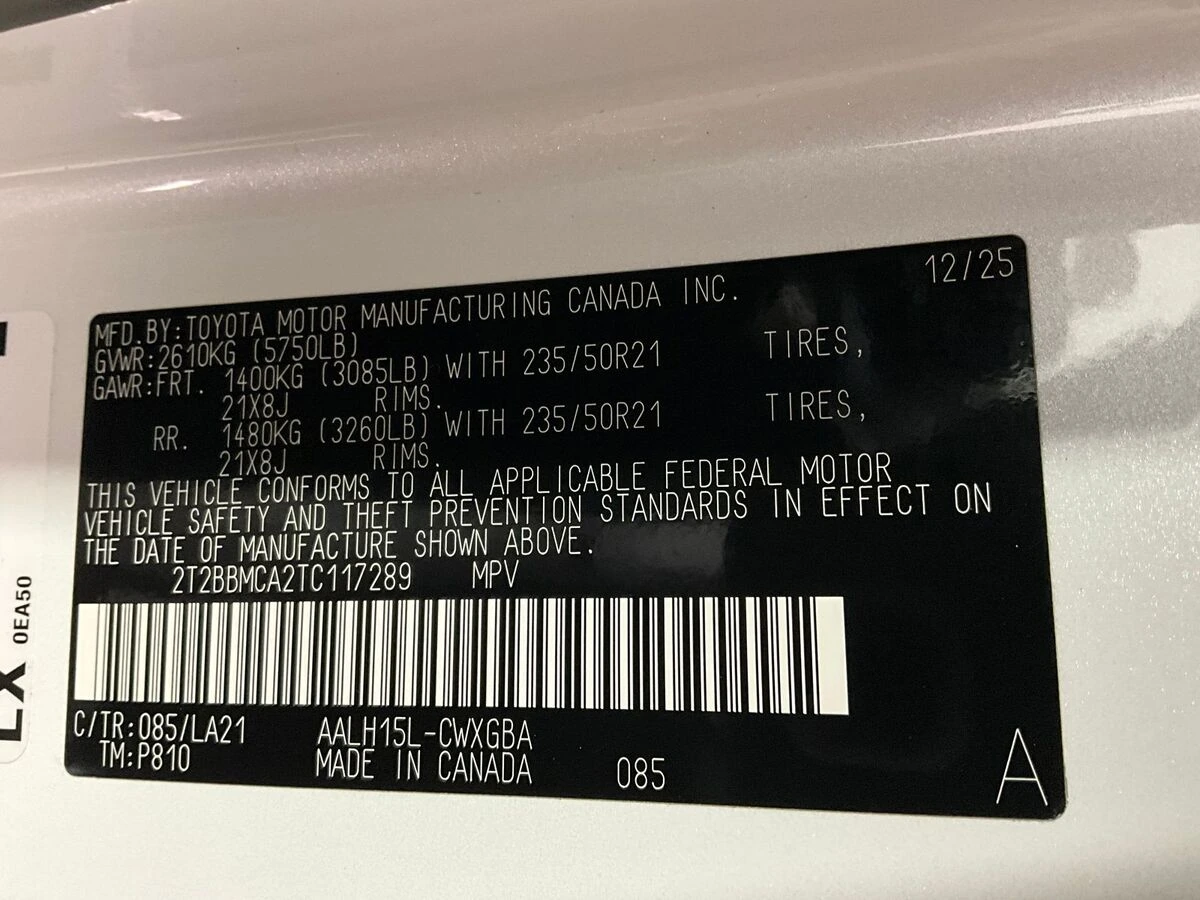 12/25
MFD.BY:TOYOTA MOTOR MANUFACTURING CANADA INC.
GVWR:2610KG (5750LB)
GAWR:FRT. 1400KG (3085LB) WITH 235/50R21 TIRES,
21X8J RIMS.
RR. 1480KG (3260LB) WITH 235/50R21 TIRES,
21X8J RIMS.
THIS VEHICLE CONFORMS TO ALL APPLICABLE FEDERAL MOTOR
VEHICLE SAFETY AND THEFT PREVENTION STANDARDS IN EFFECT ON
THE DATE OF MANUFACTURE SHOWN ABOVE.
2T2BBMCA2TC117289 MPV
C/TR:085/LA21 AALH15L-CWXGBA
TM:P810 MADE IN CANADA 085
A
0EA50